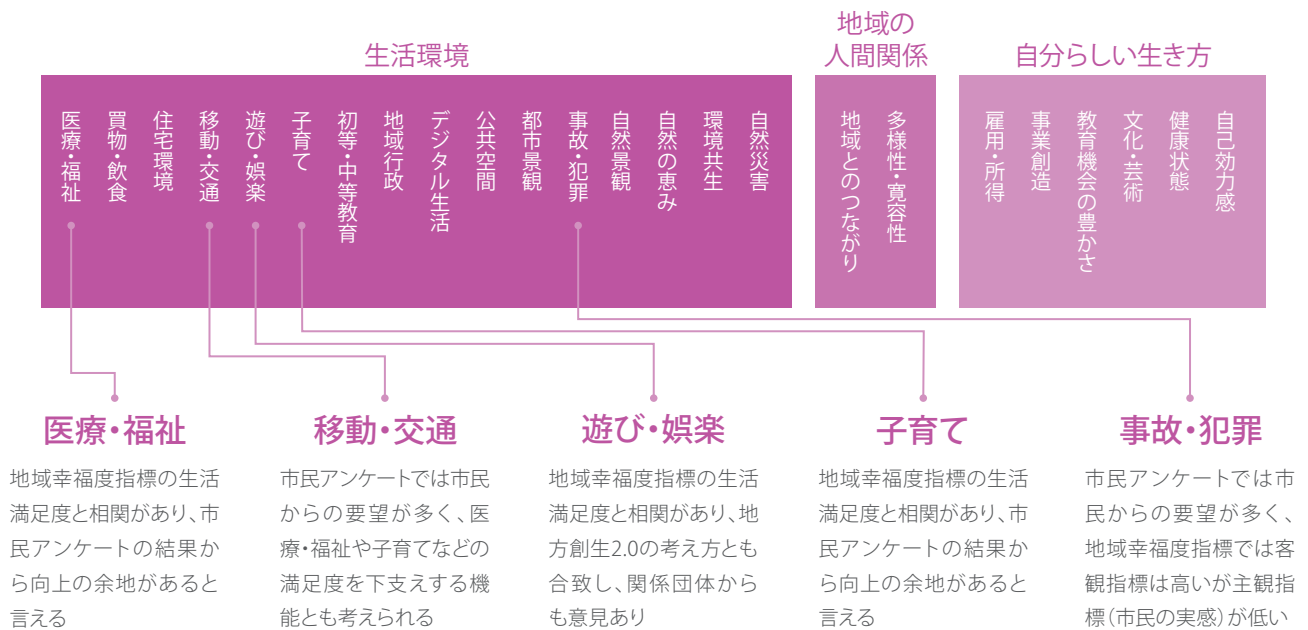 生活環境
地域の
人間関係
自分らしい生き方
医療・福祉
買物・飲食
住宅環境
移動・交通
遊び・娯楽
子育て
初等・中等教育
地域行政
デジタル生活
公共空間
都市景観
事故・犯罪
自然景観
自然の恵み
環境共生
自然災害
地域とのつながり
多様性・寛容性
雇用・所得
事業創造
教育機会の豊かさ
文化・芸術
健康状態
自己効力感
医療・福祉
地域幸福度指標の生活
満足度と相関があり、市
民アンケートの結果か
ら向上の余地があると
言える
移動・交通
市民アンケートでは市民
からの要望が多く、医
療・福祉や子育てなどの
満足度を下支えする機
能とも考えられる
遊び・娯楽
地域幸福度指標の生活
満足度と相関があり、地
方創生2.0の考え方とも
合致し、関係団体から
も意見あり
子育て
地域幸福度指標の生活
満足度と相関があり、市
民アンケートの結果か
ら向上の余地があると
言える
事故・犯罪
市民アンケートでは市
民からの要望が多く、
地域幸福度指標では客
観指標は高いが主観指
標(市民の実感)が低い